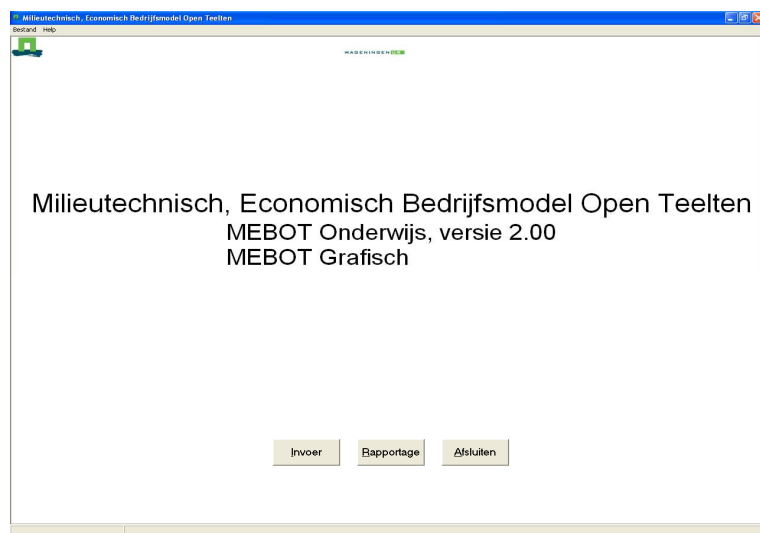 Milieutechnisch, Economisch Bedrijfsmodel Open Teelten
Bestand Help
WAGENINGEN UR
Milieutechnisch, Economisch Bedrijfsmodel Open Teelten
MEBOT Onderwijs, versie 2.00
MEBOT Grafisch
Invoer Rapportage Afsluiten